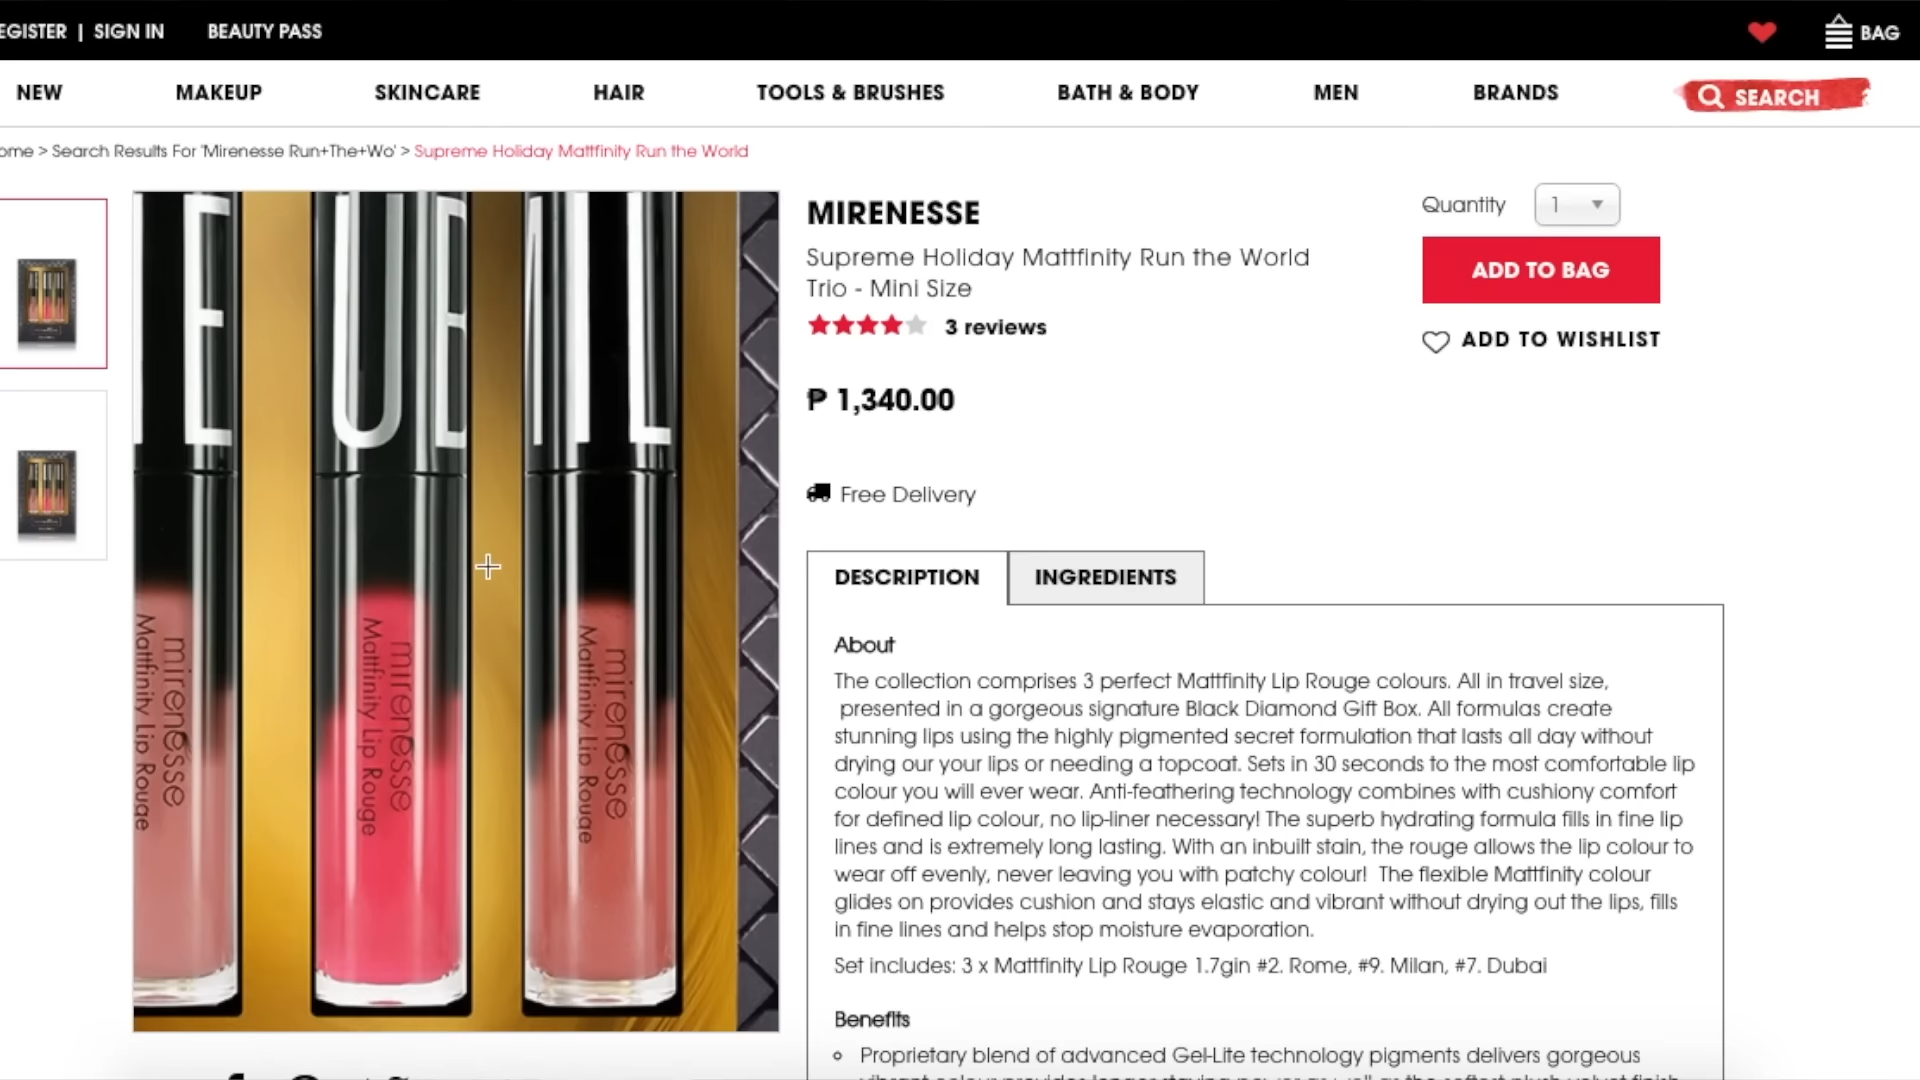 EGISTER | SIGN IN BEAUTY PASS BAG
NEW MAKEUP SKINCARE HAIR TOOLS & BRUSHES BATH & BODY MEN BRANDS SEARCH
ome > Search Results For 'Mirenesse Run+The+Wo' > Supreme Holiday Mattfinity Run the World
E UB IL
mirenesse
Mattfinity Lip Rouge
mirenesse
Mattfinity Lip Rouge
mirenesse
Mattfinity Lip Rouge
MIRENESSE
Supreme Holiday Mattfinity Run the World
Trio - Mini Size
3 reviews
₱ 1,340.00
Free Delivery
Quantity 1
ADD TO BAG
ADD TO WISHLIST
DESCRIPTION INGREDIENTS
About
The collection comprises 3 perfect Mattfinity Lip Rouge colours. All in travel size,
presented in a gorgeous signature Black Diamond Gift Box. All formulas create
stunning lips using the highly pigmented secret formulation that lasts all day without
drying our your lips or needing a topcoat. Sets in 30 seconds to the most comfortable lip
colour you will ever wear. Anti-feathering technology combines with cushiony comfort
for defined lip colour, no lip-liner necessary! The superb hydrating formula fills in fine lip
lines and is extremely long lasting. With an inbuilt stain, the rouge allows the lip colour to
wear off evenly, never leaving you with patchy colour! The flexible Mattfinity colour
glides on provides cushion and stays elastic and vibrant without drying out the lips, fills
in fine lines and helps stop moisture evaporation.
Set includes: 3 x Mattfinity Lip Rouge 1.7gin #2. Rome, #9. Milan, #7. Dubai
Benefits
Proprietary blend of advanced Gel-Lite technology pigments delivers gorgeous